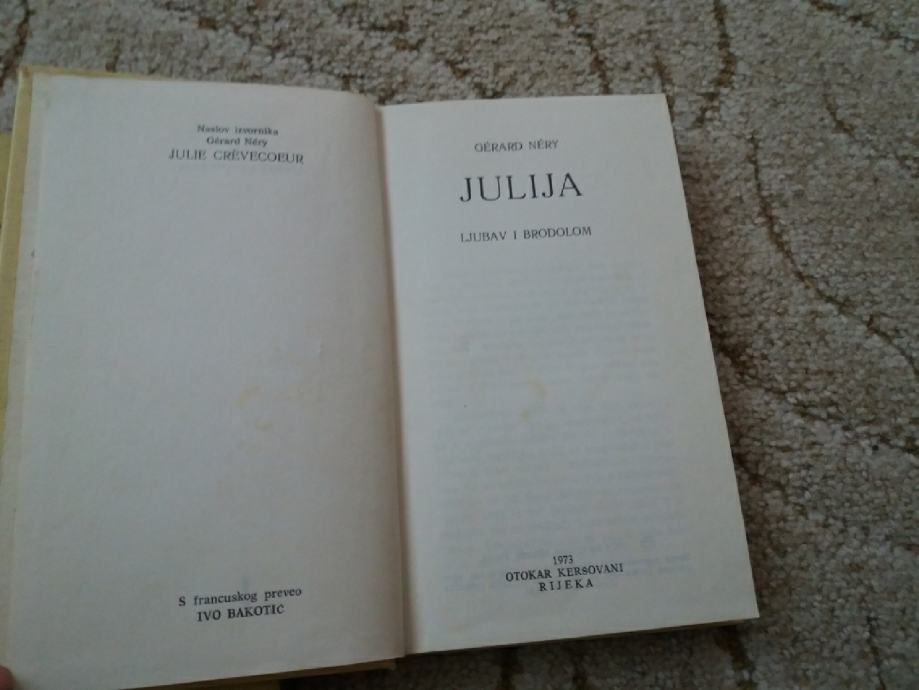 Naslov izvornika
Gérard Néry
JULIE CRÈVECOEUR
S francuskog preveo
IVO BAKOTIĆ
GÉRARD NÉRY
JULIJA
LJUBAV I BRODOLOM
1973
OTOKAR KERSOVANI
RIJEKA